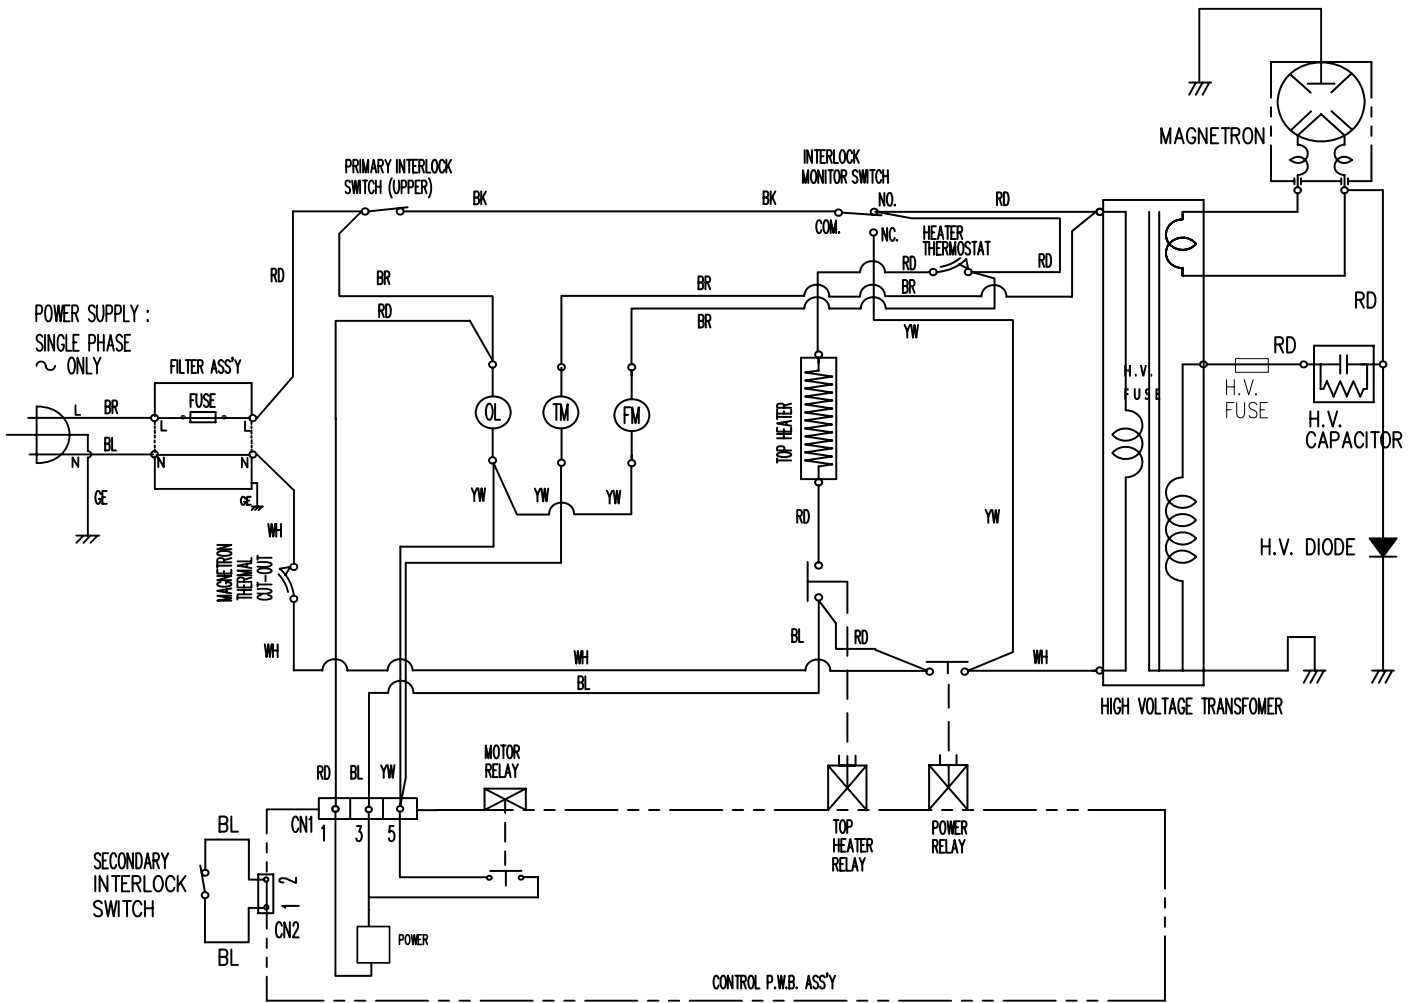 MAGNETRON
PRIMARY INTERLOCK
SWITCH (UPPER)
INTERLOCK
MONITOR SWITCH
BK
BK
NO.
RD
COM.
NC.
HEATER
THERMOSTAT
RD
BR
RD
RD
BR
BR
RD
BR
YW
RD
POWER SUPPLY :
SINGLE PHASE
~ ONLY
FILTER ASS'Y
FUSE
L
BR
L
L
BL
N
N
N
GE
GE
OL
TM
FM
TOP HEATER
H.V.
FUSE
RD
H.V.
FUSE
H.V.
CAPACITOR
YW
YW
YW
RD
YW
WH
MAGNETRON
THERMAL
CUT-OUT
H.V. DIODE
BL
RD
WH
WH
WH
BL
HIGH VOLTAGE TRANSFOMER
RD
BL
YW
MOTOR
RELAY
CN1
1
3
5
TOP
HEATER
RELAY
POWER
RELAY
BL
SECONDARY
INTERLOCK
SWITCH
2
1
CN2
BL
POWER
CONTROL P.W.B. ASS'Y